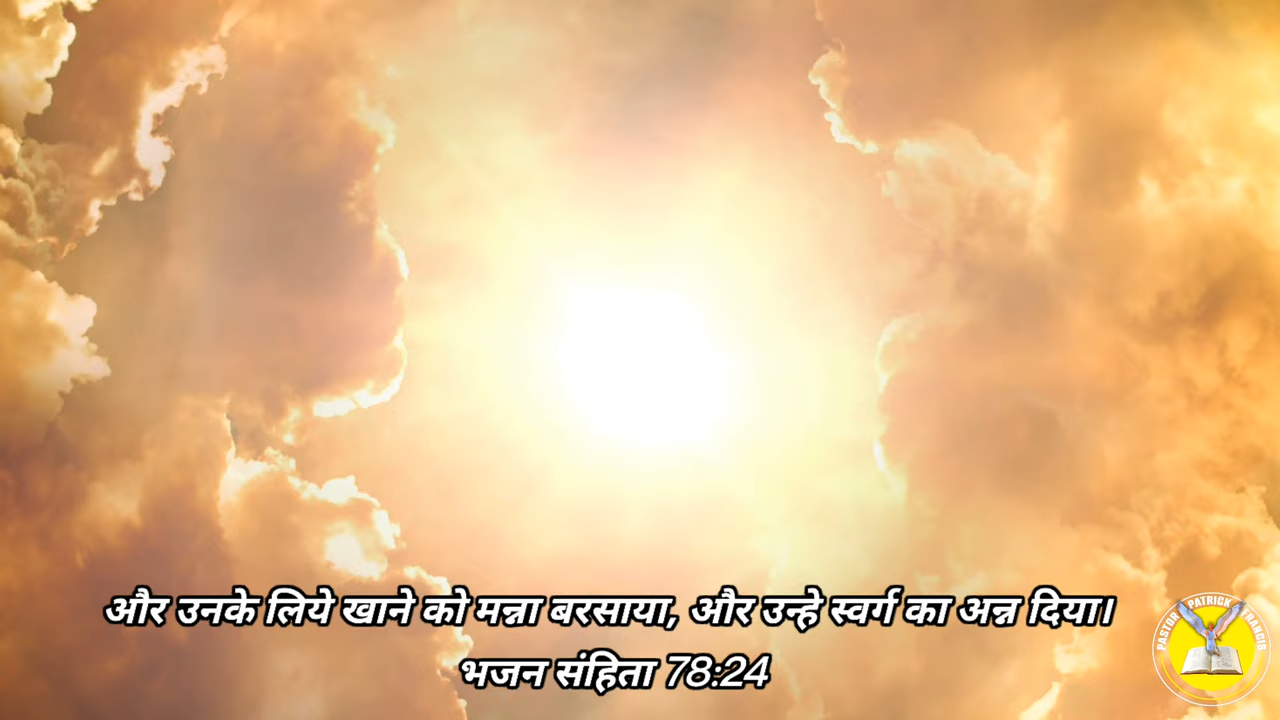 और उनके लिये खाने को मन्ना बरसाया, और उन्हे स्वर्ग का अन्न दिया।
भजन संहिता 78:24
PASTOR PATRICK FRANCIS